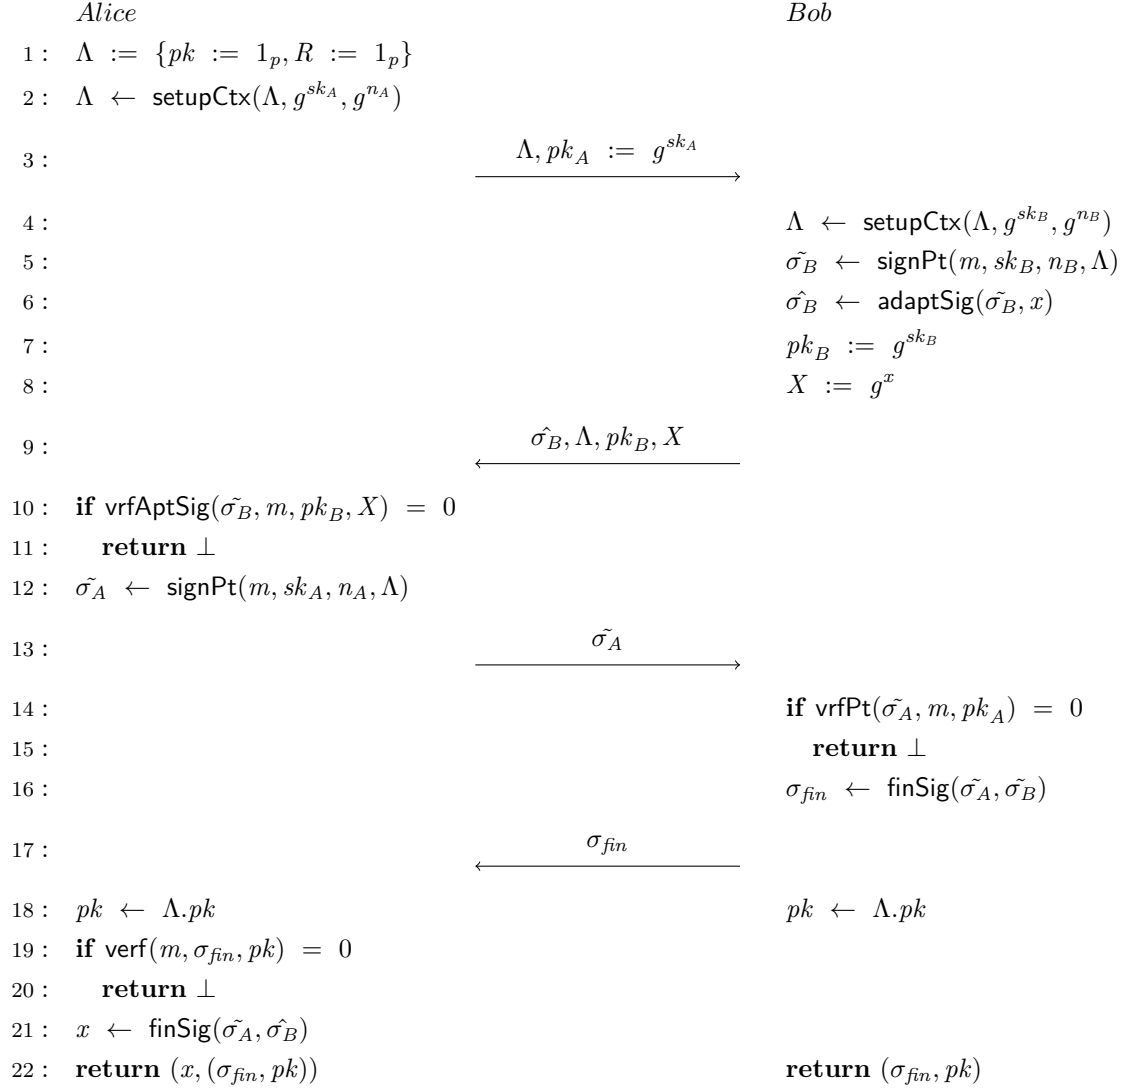 Alice Bob
1 : Λ := {pk := 1ₚ, R := 1ₚ}
2 : Λ ← setupCtx(Λ, g^{sk_A}, g^{n_A})
3 : Λ, pk_A := g^{sk_A}
4 : Λ ← setupCtx(Λ, g^{sk_B}, g^{n_B})
5 : σ̃_B ← signPt(m, sk_B, n_B, Λ)
6 : σ̂_B ← adaptSig(σ̃_B, x)
7 : pk_B := g^{sk_B}
8 : X := g^x
9 : σ̂_B, Λ, pk_B, X
10 : if vrfAptSig(σ̃_B, m, pk_B, X) = 0
11 : return ⊥
12 : σ̃_A ← signPt(m, sk_A, n_A, Λ)
13 : σ̃_A
14 : if vrfPt(σ̃_A, m, pk_A) = 0
15 : return ⊥
16 : σ_fin ← finSig(σ̃_A, σ̃_B)
17 : σ_fin
18 : pk ← Λ.pk pk ← Λ.pk
19 : if verf(m, σ_fin, pk) = 0
20 : return ⊥
21 : x ← finSig(σ̃_A, σ̂_B)
22 : return (x, (σ_fin, pk)) return (σ_fin, pk)